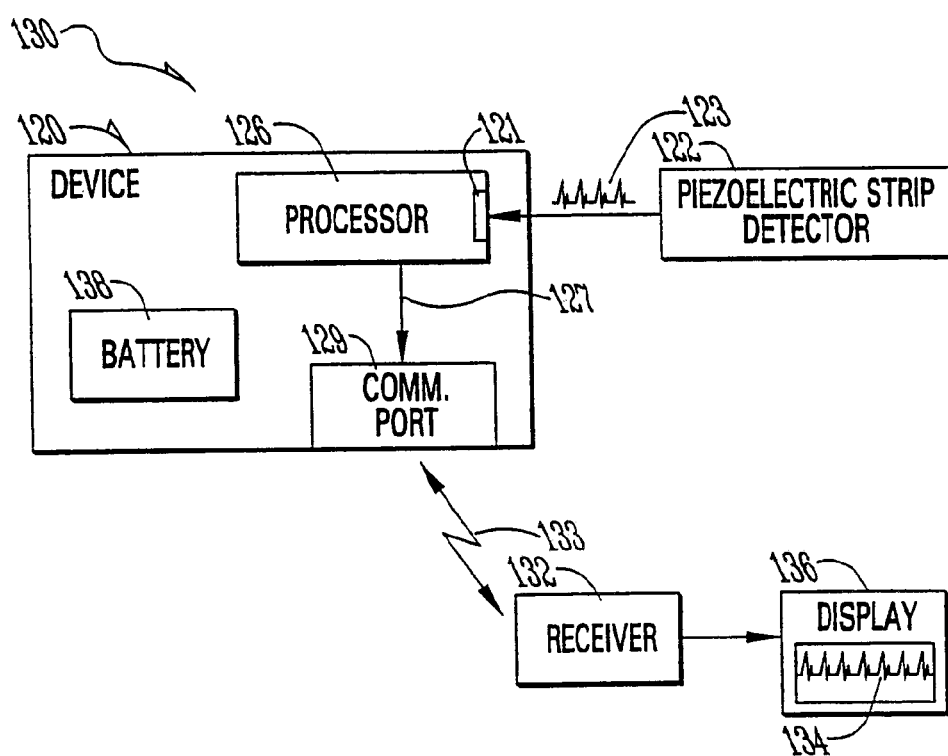 130
120
126
121
123
122
DEVICE
PROCESSOR
PIEZOELECTRIC STRIP
DETECTOR
138
127
BATTERY
129
COMM.
PORT
133
132
136
RECEIVER
DISPLAY
134